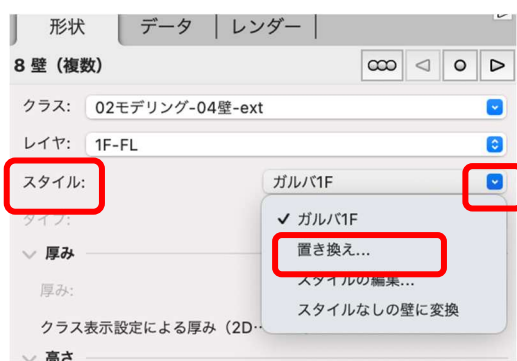 形状 データ レンダー
8 壁（複数）
クラス: 02モデリング-04壁-ext
レイヤ: 1F-FL
スタイル: ガルバ1F
タイプ: ✓ ガルバ1F
置き換え...
厚み
スタイルの編集...
厚み:
スタイルなしの壁に変換
クラス表示設定による厚み（2D…
高さ